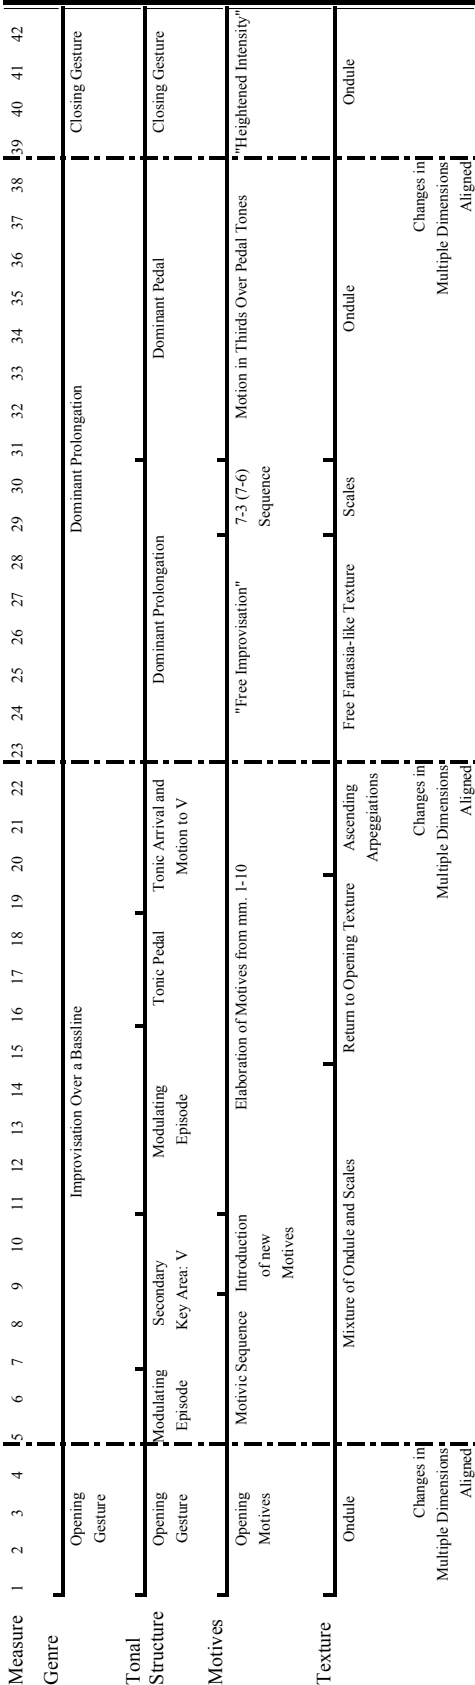 Measure 1 2 3 4 5 6 7 8 9 10 11 12 13 14 15 16 17 18 19 20 21 22 23 24 25 26 27 28 29 30 31 32 33 34 35 36 37 38 39 40 41 42
Genre
Opening
Gesture
Improvisation Over a Bassline
Dominant Prolongation
Closing Gesture
Tonal
Structure
Opening
Gesture
Modulating
Episode
Secondary
Key Area: V
Modulating
Episode
Tonic Pedal
Tonic Arrival and
Motion to V
Dominant Prolongation
Dominant Pedal
Closing Gesture
Motives
Opening
Motives
Motivic Sequence
Introduction
of new
Motives
Elaboration of Motives from mm. 1-10
"Free Improvisation"
7-3 (7-6)
Sequence
Motion in Thirds Over Pedal Tones
"Heightened Intensity"
Texture
Ondule
Mixture of Ondule and Scales
Return to Opening Texture
Ascending
Arpeggiations
Free Fantasia-like Texture
Scales
Ondule
Ondule
Changes in
Multiple Dimensions
Aligned
Changes in
Multiple Dimensions
Aligned
Changes in
Multiple Dimensions
Aligned